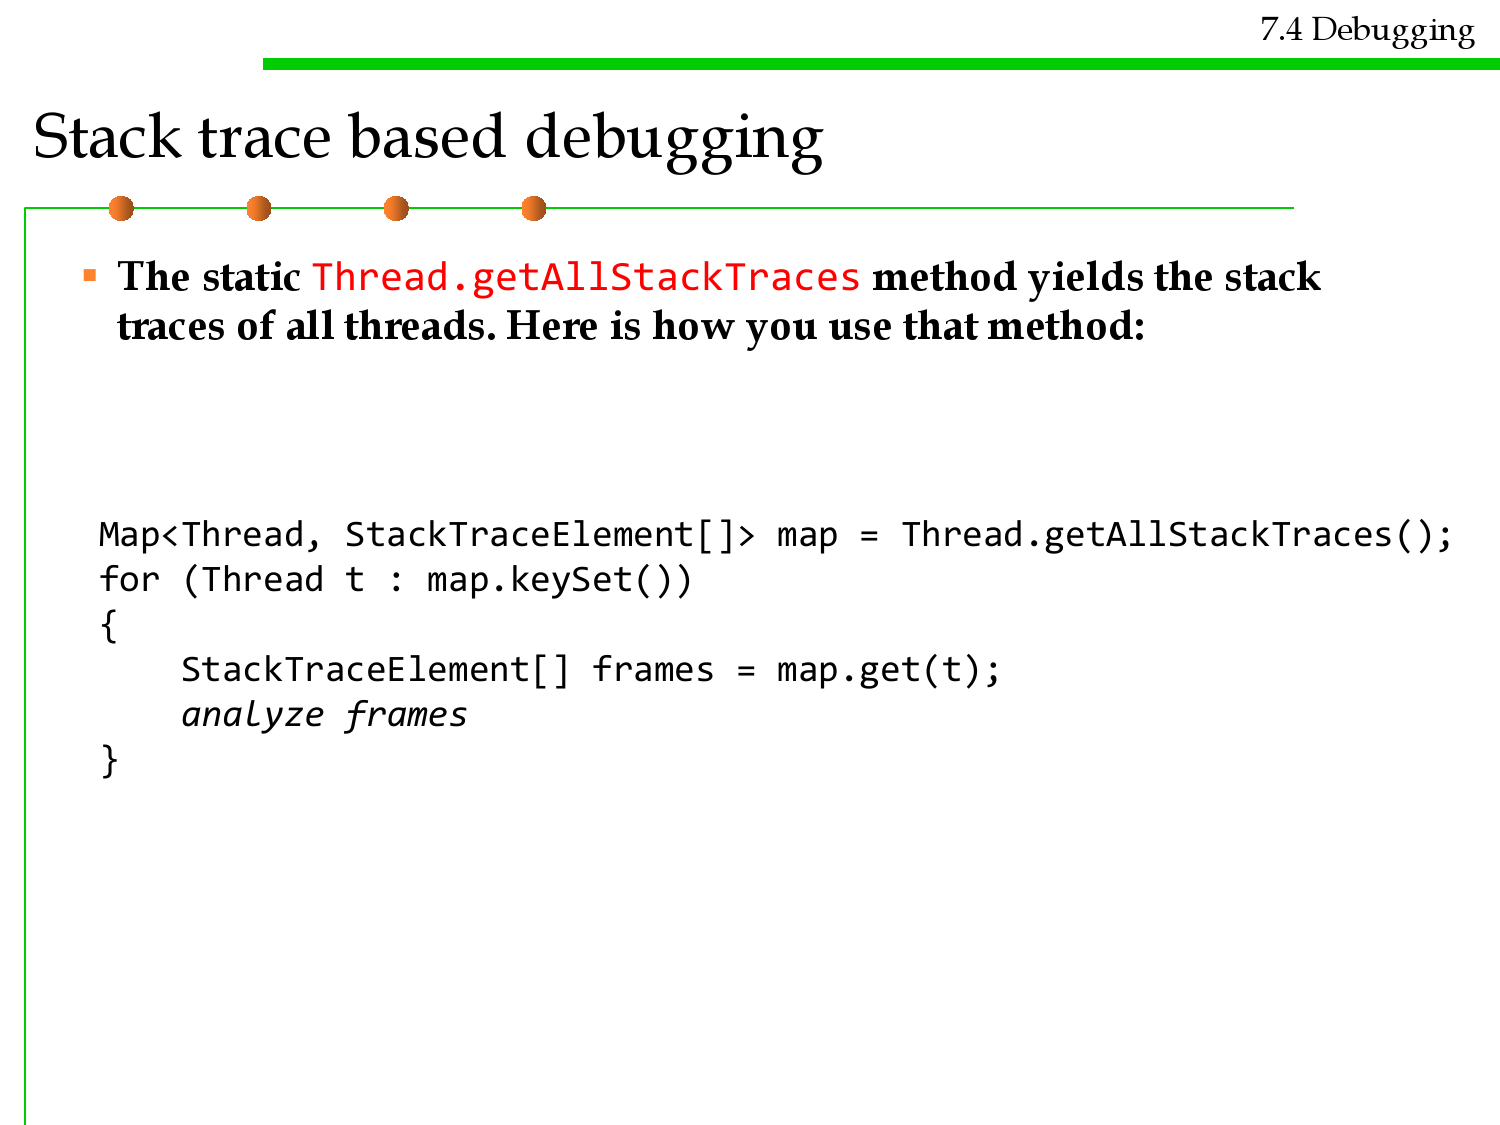 7.4 Debugging
Stack trace based debugging
▪ The static Thread.getAllStackTraces method yields the stack
traces of all threads. Here is how you use that method:
Map<Thread, StackTraceElement[]> map = Thread.getAllStackTraces();
for (Thread t : map.keySet())
{
    StackTraceElement[] frames = map.get(t);
    analyze frames
}